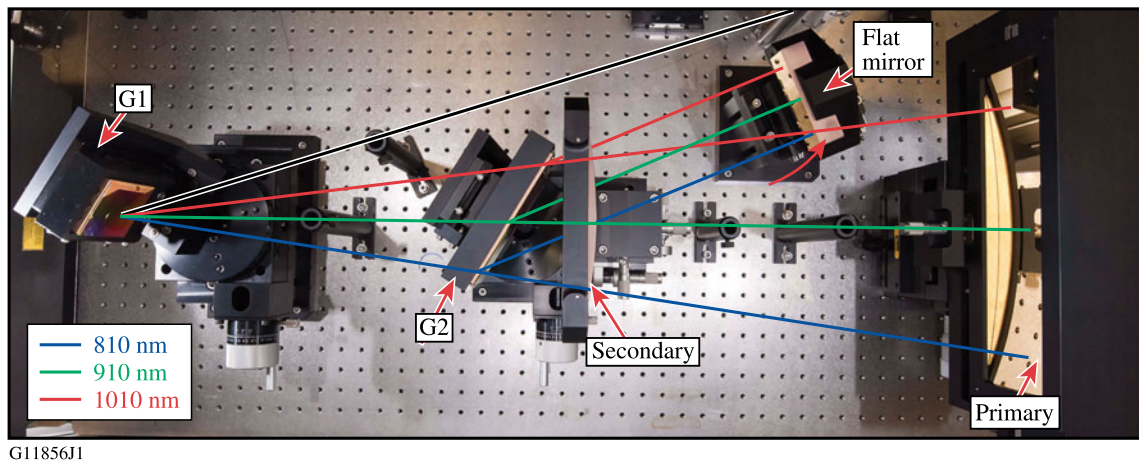 G1
Flat
mirror
G2
Secondary
810 nm
910 nm
1010 nm
Primary
G11856J1